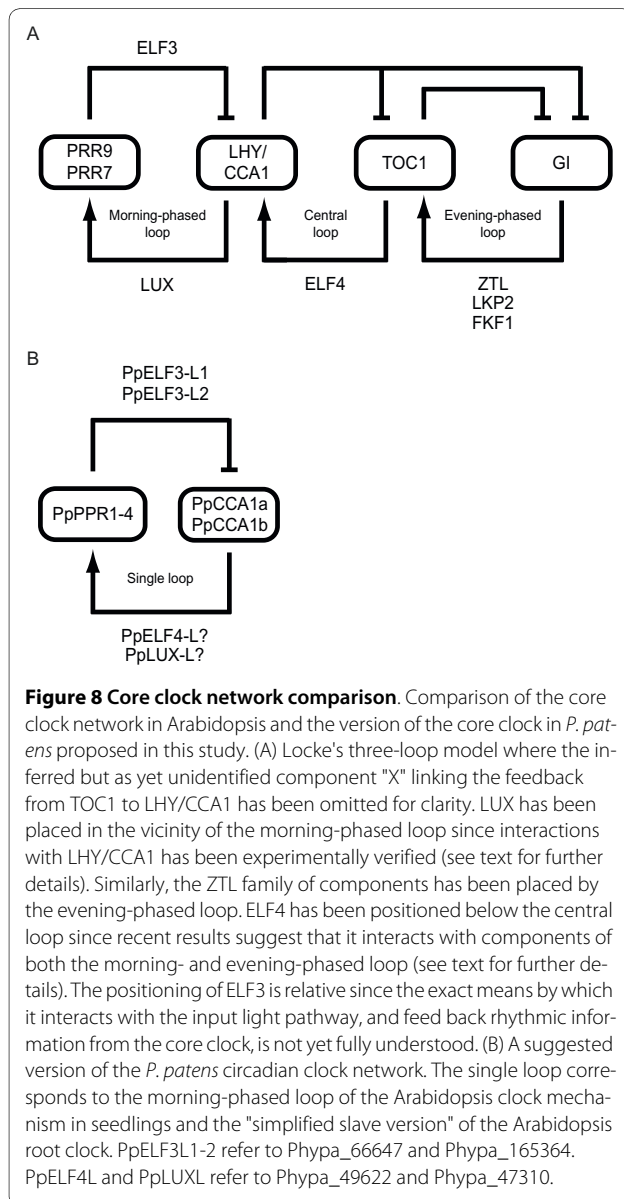 A
ELF3
PRR9
PRR7
LHY/
CCA1
TOC1
GI
Morning-phased
loop
Central
loop
Evening-phased
loop
LUX
ELF4
ZTL
LKP2
FKF1
B
PpELF3-L1
PpELF3-L2
PpPPR1-4
PpCCA1a
PpCCA1b
Single loop
PpELF4-L?
PpLUX-L?
Figure 8 Core clock network comparison. Comparison of the core
clock network in Arabidopsis and the version of the core clock in P. pat-
ens proposed in this study. (A) Locke's three-loop model where the in-
ferred but as yet unidentified component "X" linking the feedback
from TOC1 to LHY/CCA1 has been omitted for clarity. LUX has been
placed in the vicinity of the morning-phased loop since interactions
with LHY/CCA1 has been experimentally verified (see text for further
details). Similarly, the ZTL family of components has been placed by
the evening-phased loop. ELF4 has been positioned below the central
loop since recent results suggest that it interacts with components of
both the morning- and evening-phased loop (see text for further de-
tails). The positioning of ELF3 is relative since the exact means by which
it interacts with the input light pathway, and feed back rhythmic infor-
mation from the core clock, is not yet fully understood. (B) A suggested
version of the P. patens circadian clock network. The single loop corre-
sponds to the morning-phased loop of the Arabidopsis clock mecha-
nism in seedlings and the "simplified slave version" of the Arabidopsis
root clock. PpELF3L1-2 refer to Phypa_66647 and Phypa_165364.
PpELF4L and PpLUXL refer to Phypa_49622 and Phypa_47310.